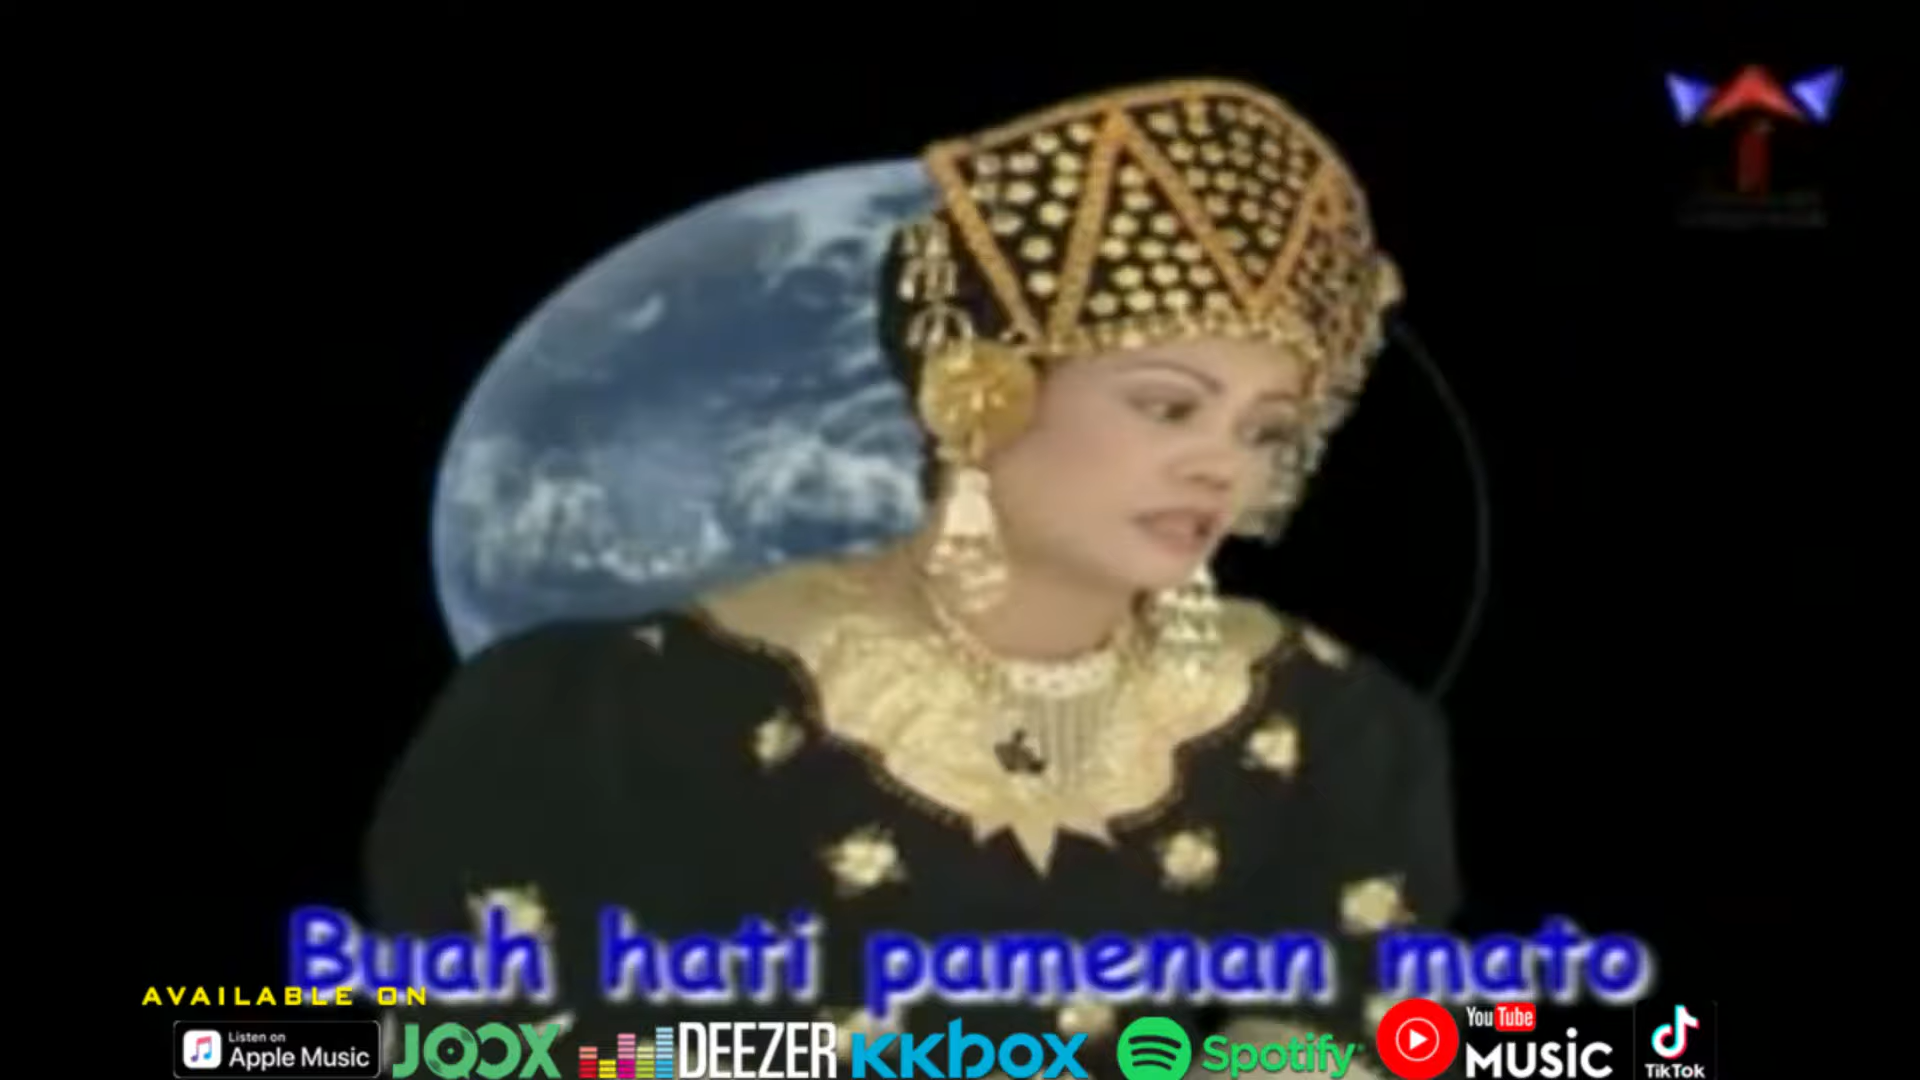 Buah hati pamenan mato
AVAILABLE ON
Listen on
Apple Music
JOOX
DEEZER
KKBOX
Spotify
YouTube
MUSIC
TikTok